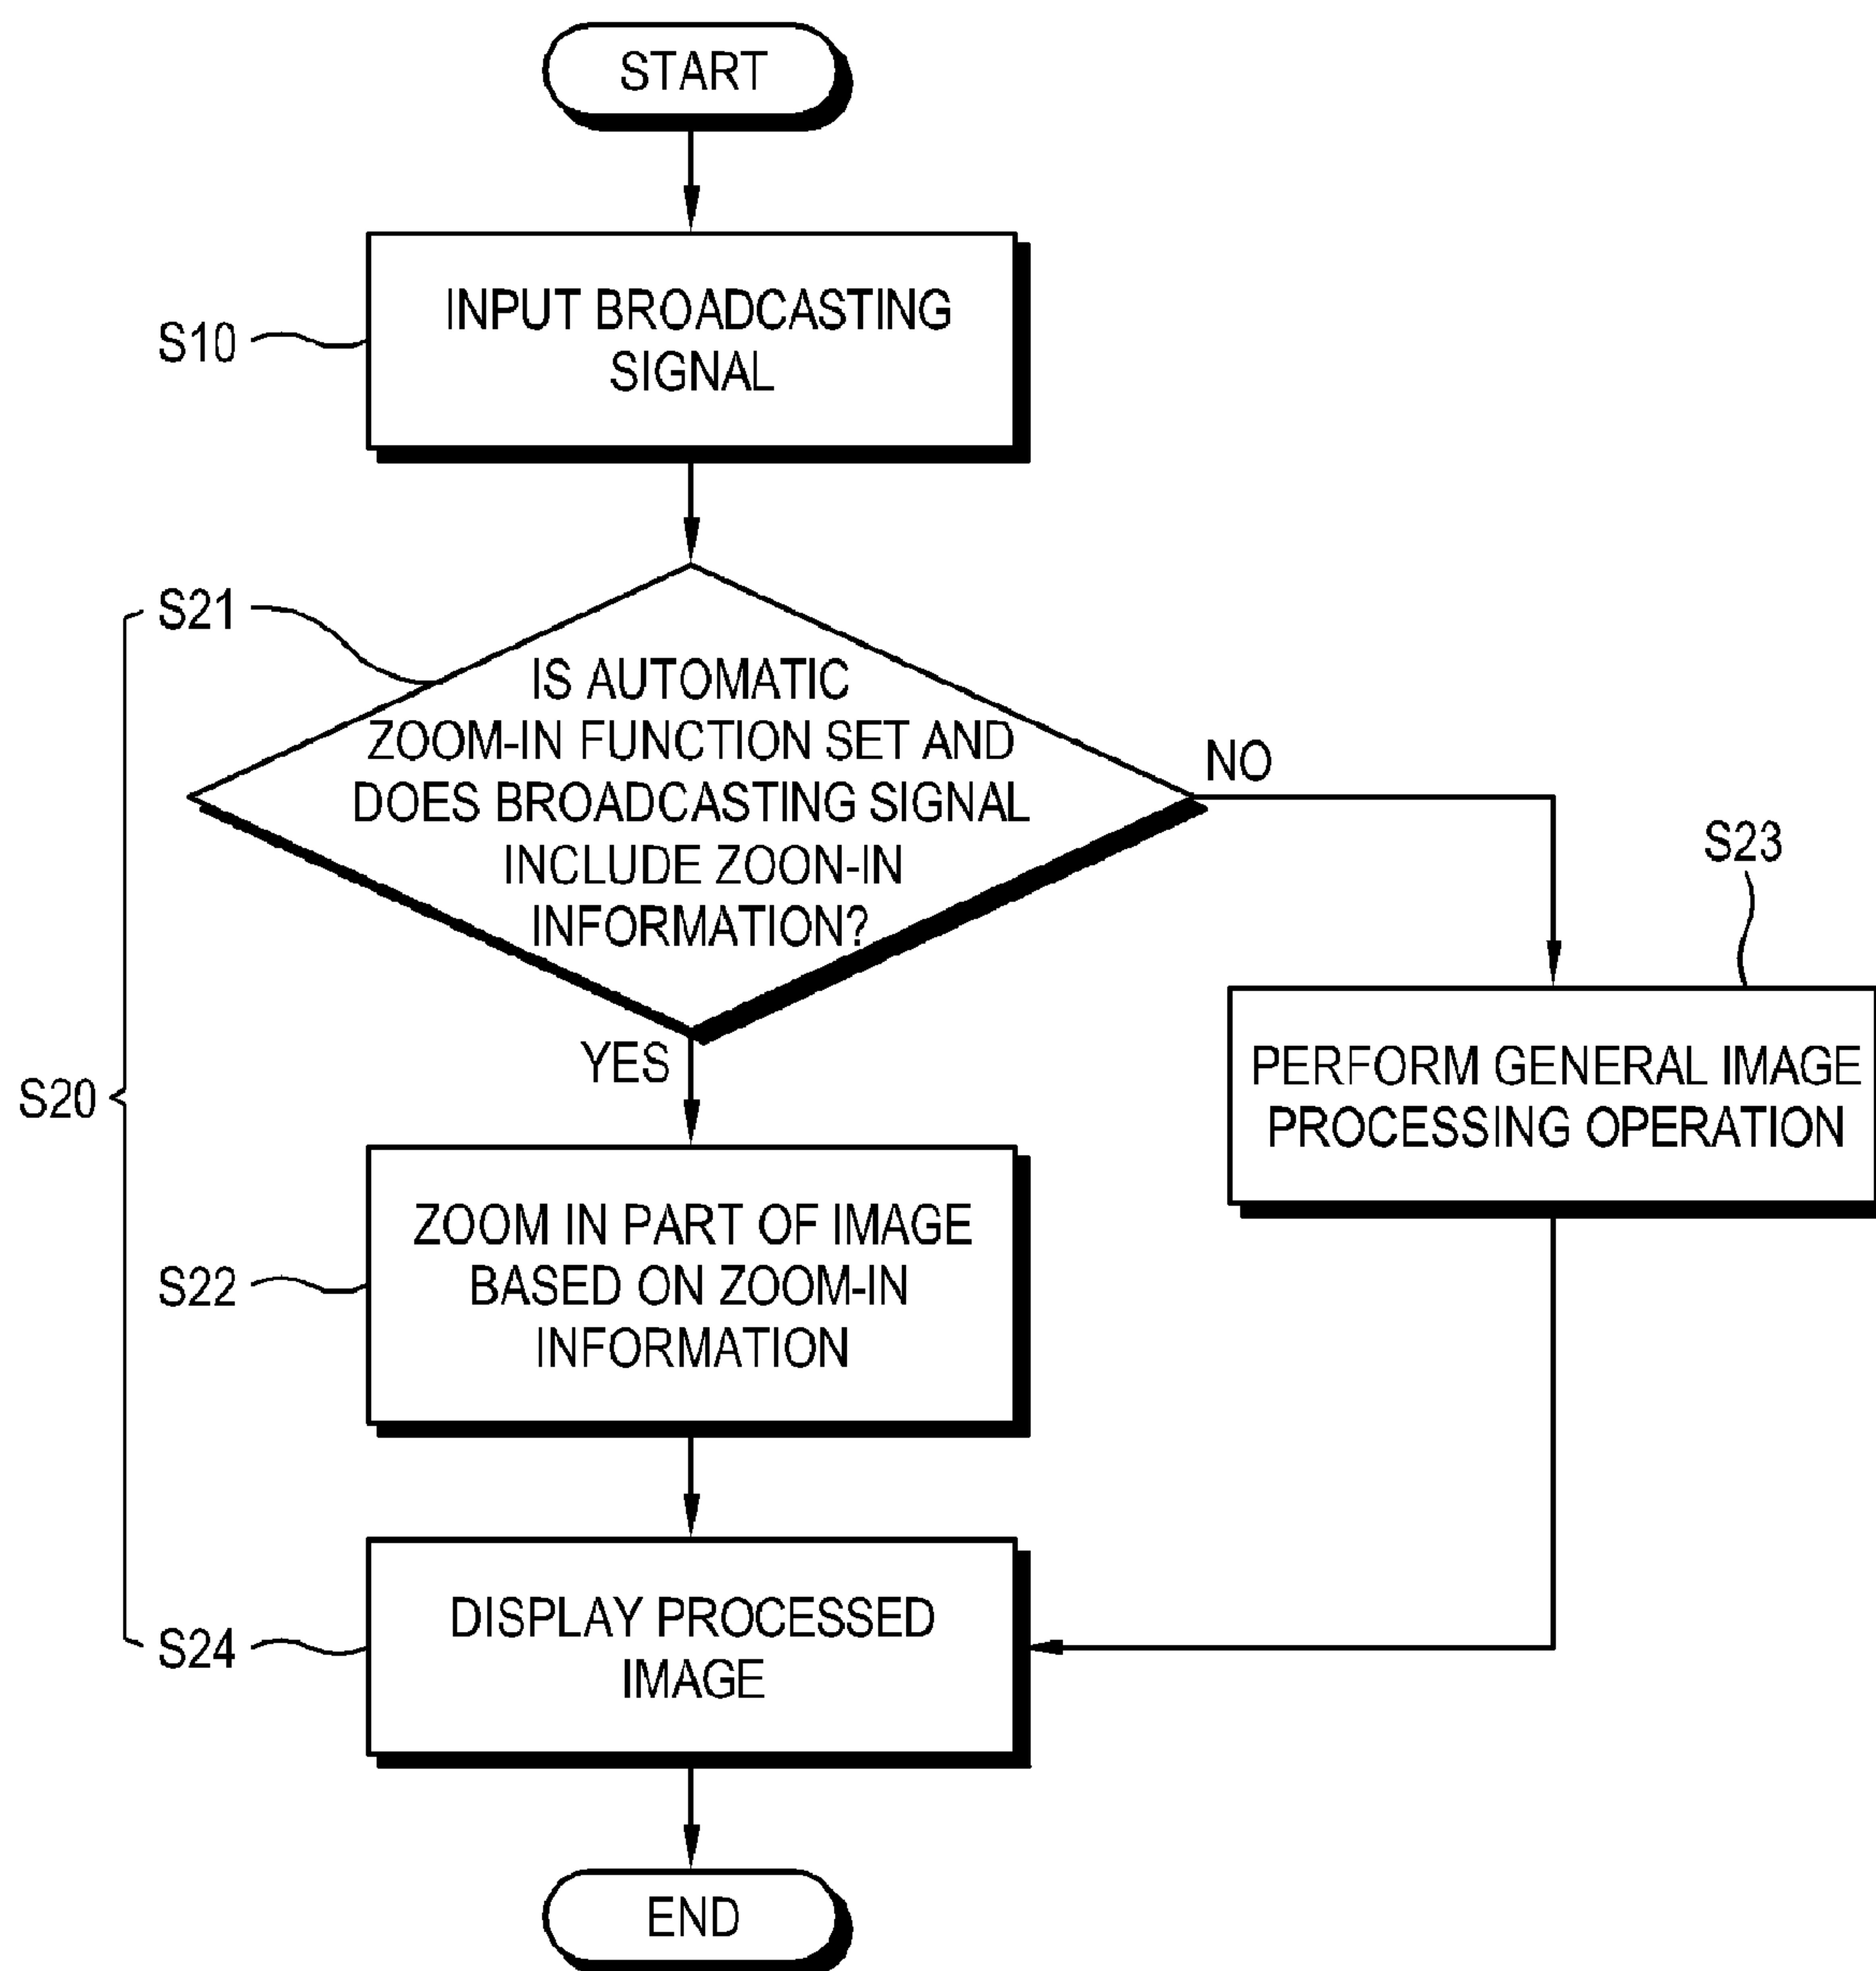 START
S10
INPUT BROADCASTING
SIGNAL
S21
IS AUTOMATIC
ZOOM-IN FUNCTION SET AND
DOES BROADCASTING SIGNAL
INCLUDE ZOON-IN
INFORMATION?
NO
S23
YES
S20
PERFORM GENERAL IMAGE
PROCESSING OPERATION
S22
ZOOM IN PART OF IMAGE
BASED ON ZOOM-IN
INFORMATION
S24
DISPLAY PROCESSED
IMAGE
END